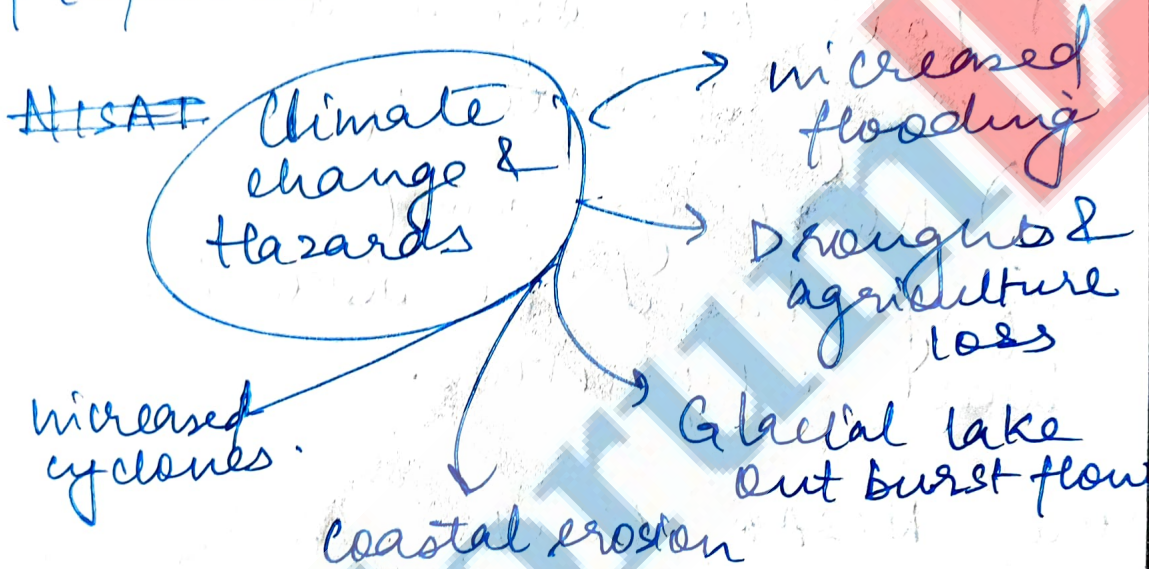 NISAT
Climate
change &
Hazards
increased
flooding
Droughts &
agriculture
loss
Glacial lake
out burst flow
coastal erosion
increased
cyclones.